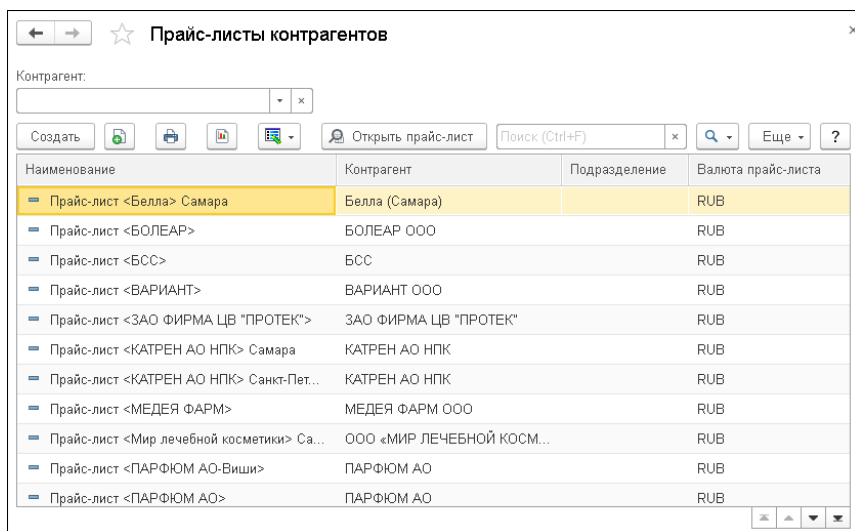 Прайс-листы контрагентов
Контрагент:
Создать Открыть прайс-лист Поиск (Ctrl+F) Еще ?
Наименование Контрагент Подразделение Валюта прайс-листа
Прайс-лист <Белла> Самара Белла (Самара) RUB
Прайс-лист <БОЛЕАР> БОЛЕАР ООО RUB
Прайс-лист <БСС> БСС RUB
Прайс-лист <ВАРИАНТ> ВАРИАНТ ООО RUB
Прайс-лист <ЗАО ФИРМА ЦВ "ПРОТЕК"> ЗАО ФИРМА ЦВ "ПРОТЕК" RUB
Прайс-лист <КАТРЕН АО НПК> Самара КАТРЕН АО НПК RUB
Прайс-лист <КАТРЕН АО НПК> Санкт-Пет... КАТРЕН АО НПК RUB
Прайс-лист <МЕДЕЯ ФАРМ> МЕДЕЯ ФАРМ ООО RUB
Прайс-лист <Мир лечебной косметики> Са... ООО «МИР ЛЕЧЕБНОЙ КОСМ... RUB
Прайс-лист <ПАРФЮМ АО-Виши> ПАРФЮМ АО RUB
Прайс-лист <ПАРФЮМ АО> ПАРФЮМ АО RUB